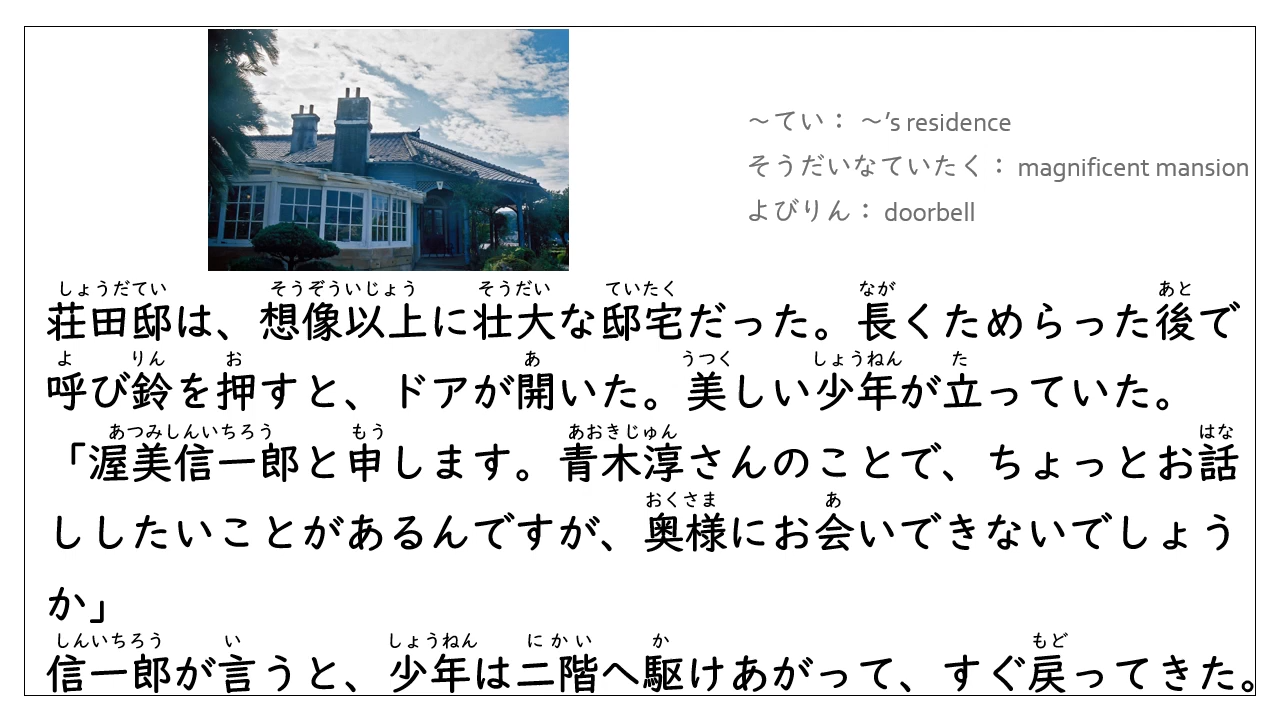 ～てい： ～’s residence
そうだいなていたく： magnificent mansion
よびりん： doorbell
しょうだてい そうぞういじょう そうだい ていたく なが あと
荘田邸は、想像以上に壮大な邸宅だった。長くためらった後で
よ りん お あ うつく しょうねん た
呼び鈴を押すと、ドアが開いた。美しい少年が立っていた。
あつみしんいちろう もう あおきじゅん はな
「渥美信一郎と申します。青木淳さんのことで、ちょっとお話
おくさま あ
ししたいことがあるんですが、奥様にお会いできないでしょう
か」
しんいちろう い しょうねん にかい か もど
信一郎が言うと、少年は二階へ駆けあがって、すぐ戻ってきた。